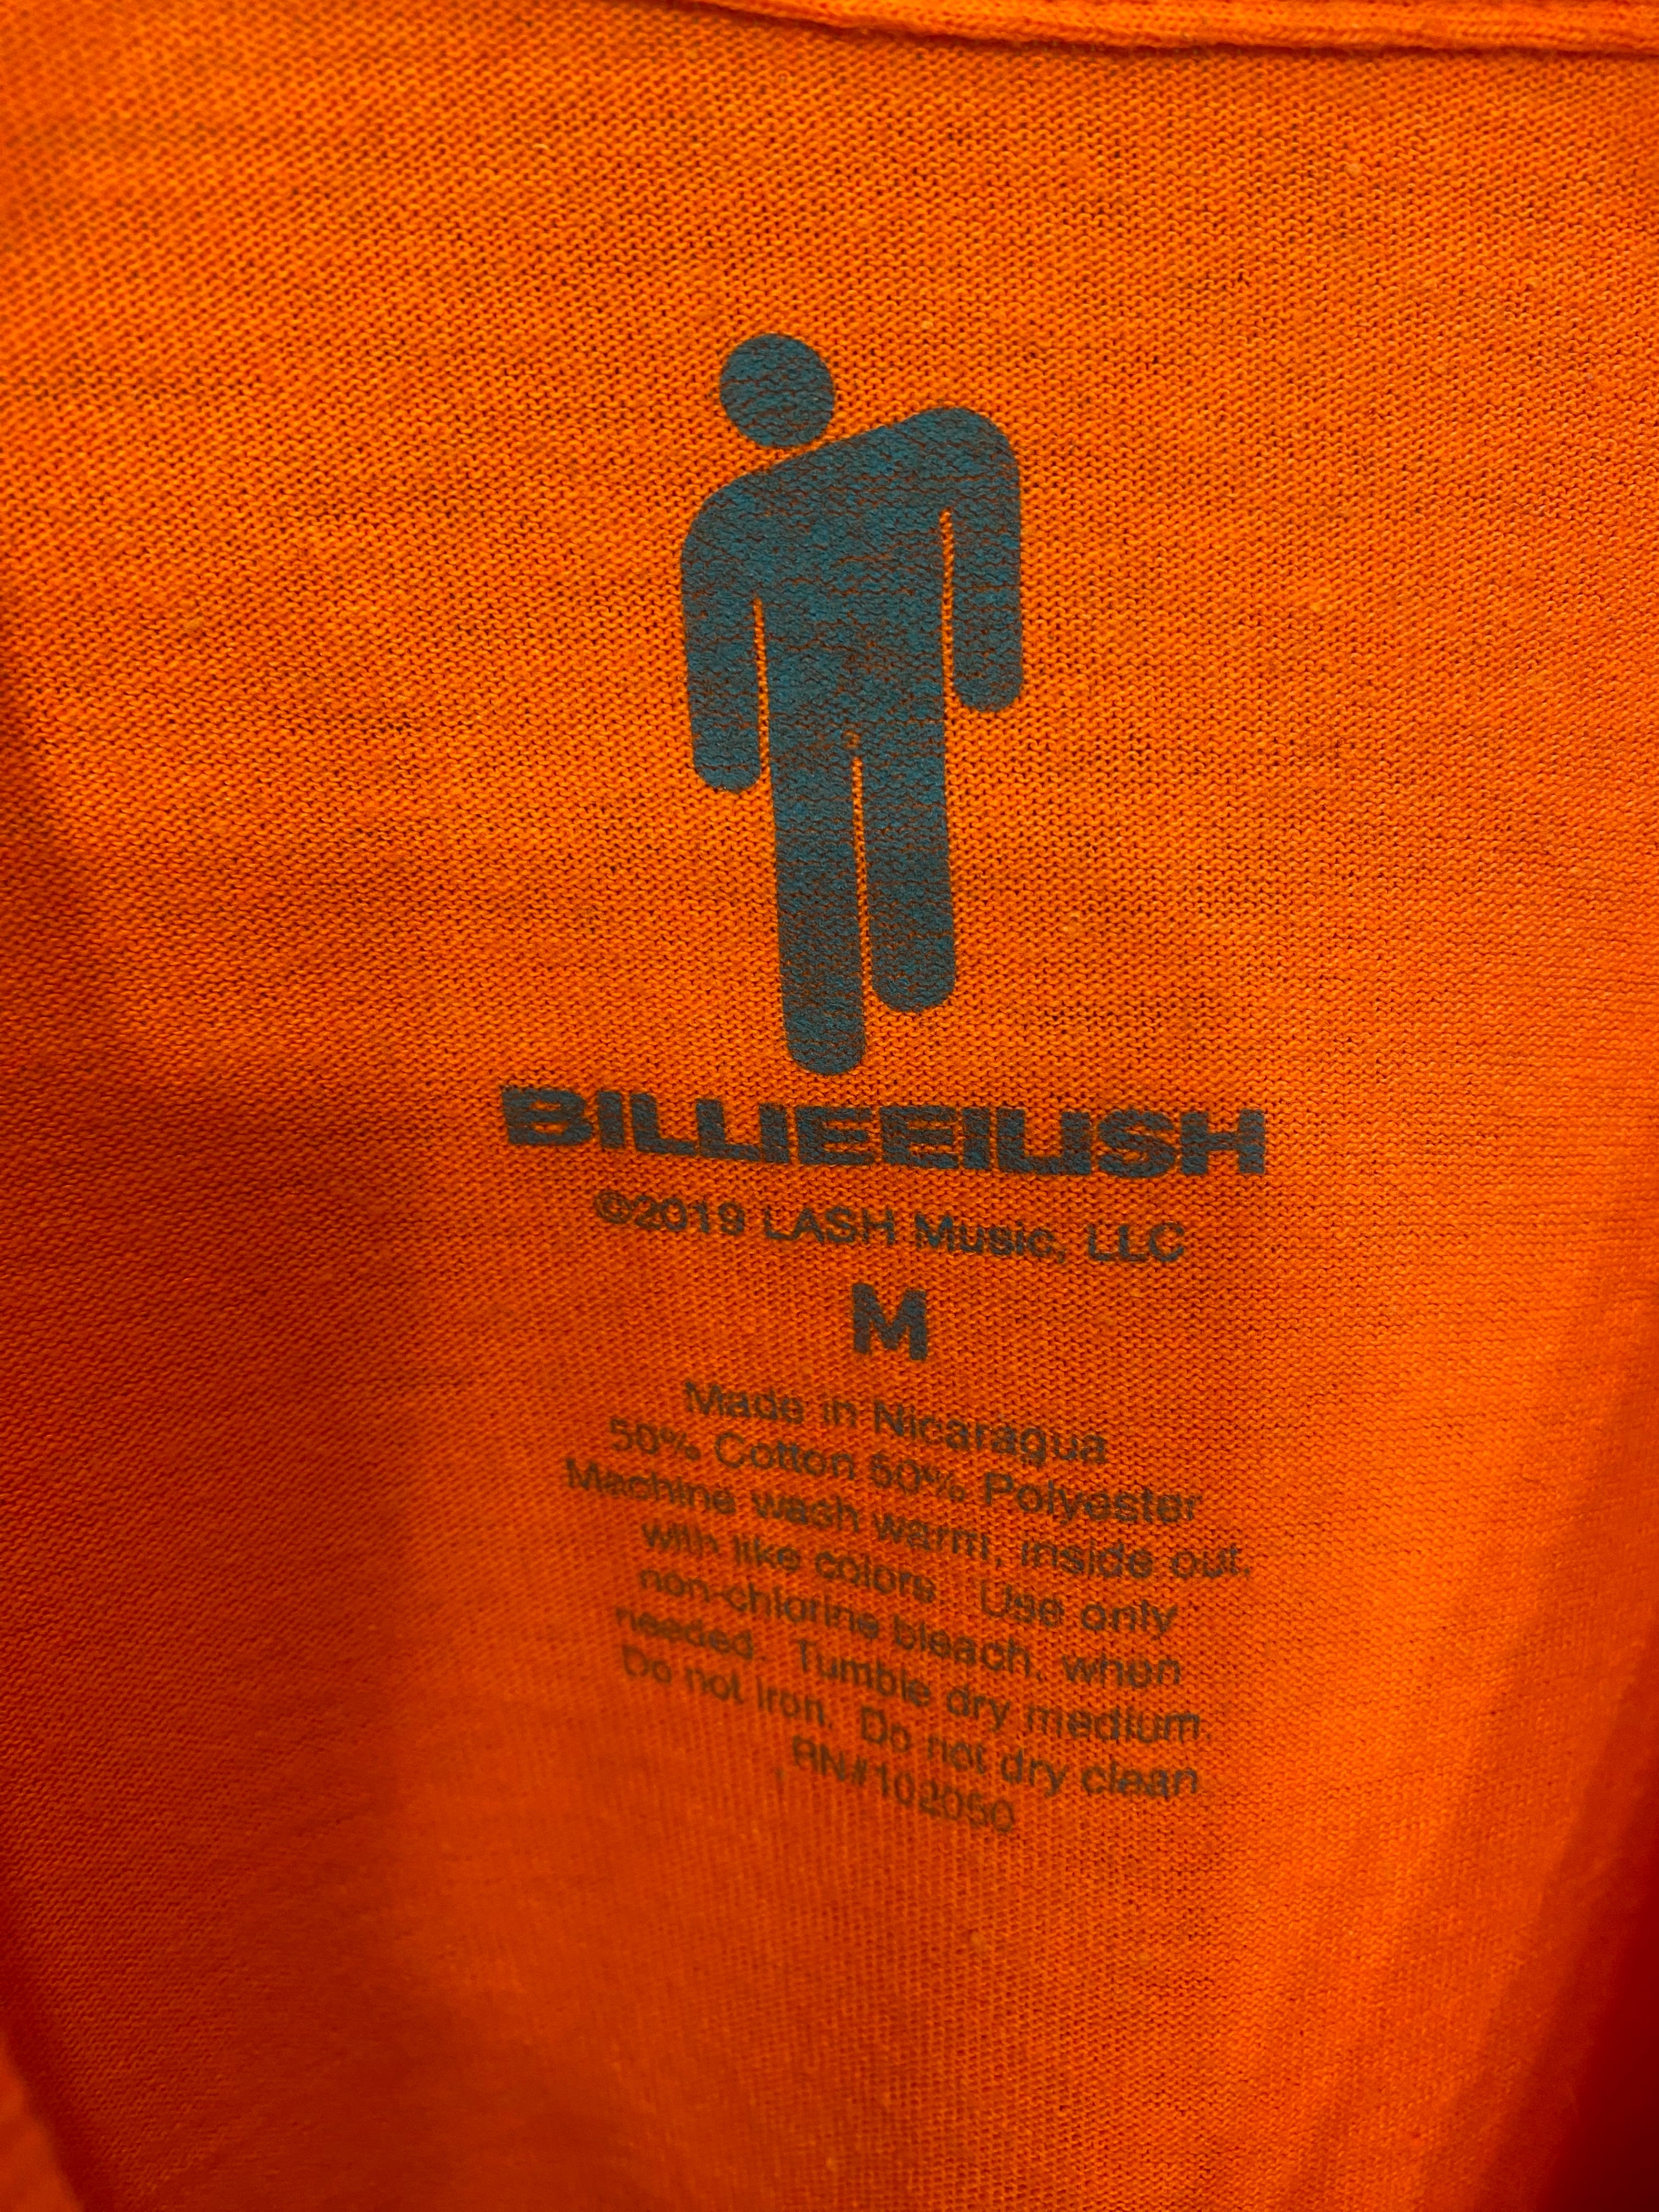 BILLIEEILISH
©2019 LASH Music, LLC
M
Made in Nicaragua
50% Cotton 50% Polyester
Machine wash warm, inside out,
with like colors. Use only
non-chlorine bleach, when
needed. Tumble dry medium.
Do not iron. Do not dry clean
RN#102050